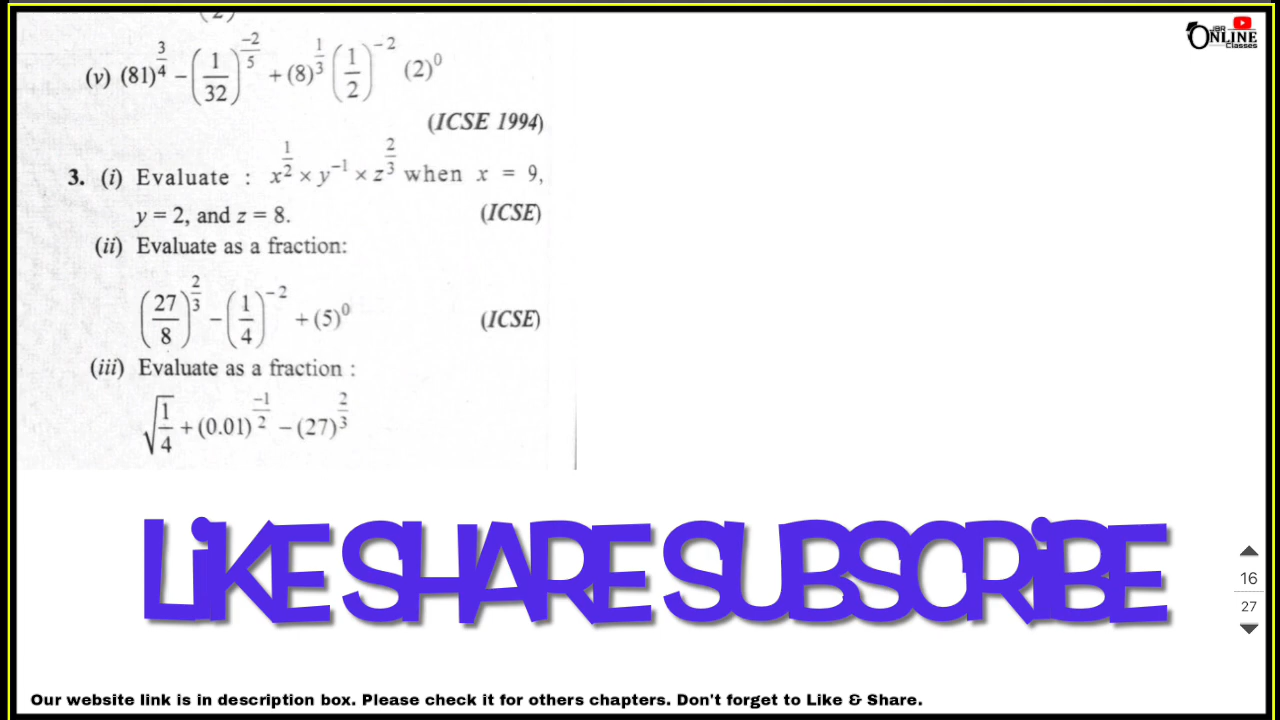 (2)
(v) (81)^{3/4} − (1/32)^{-2/5} + (8)^{1/3} (1/2)^{-2} (2)^0
(ICSE 1994)
3. (i) Evaluate : x^{1/2} × y^{-1} × z^{2/3} when x = 9,
y = 2, and z = 8. (ICSE)
(ii) Evaluate as a fraction:
(27/8)^{2/3} − (1/4)^{-2} + (5)^0 (ICSE)
(iii) Evaluate as a fraction :
√(1/4) + (0.01)^{-1/2} − (27)^{2/3}
JBR
ONLINE
Classes
LiKE SHARE SUBSCRiBE
16
27
Our website link is in description box. Please check it for others chapters. Don't forget to Like & Share.